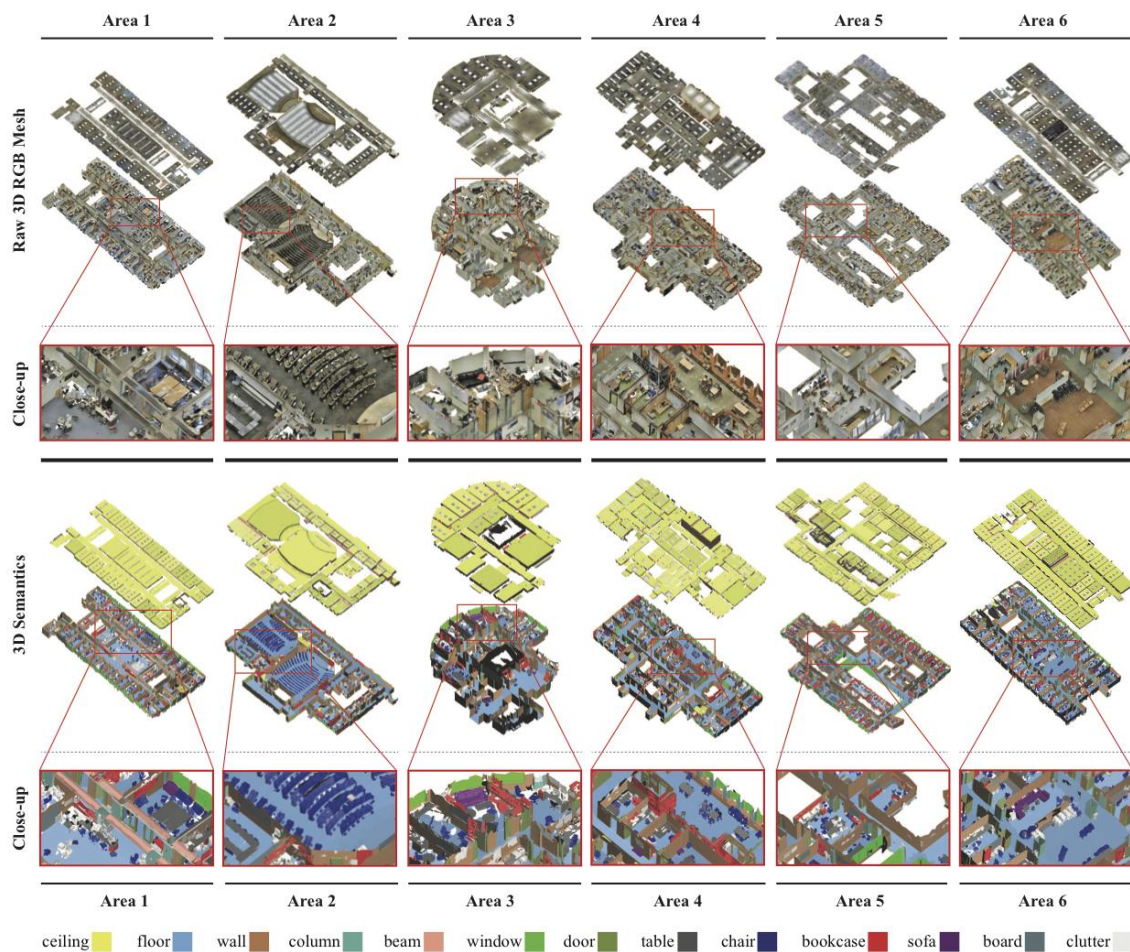 Area 1 Area 2 Area 3 Area 4 Area 5 Area 6
Raw 3D RGB Mesh
Close-up
3D Semantics
Close-up
Area 1 Area 2 Area 3 Area 4 Area 5 Area 6
ceiling floor wall column beam window door table chair bookcase sofa board clutter